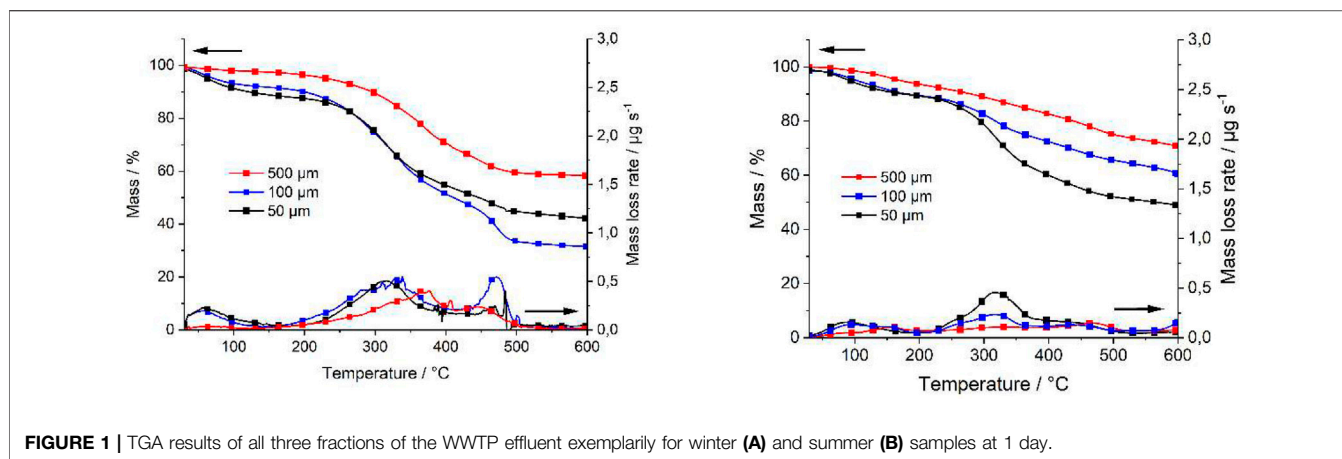 3,0
100
2,5
80
2,0
60
1,5
40
1,0
20
0,5
0
0,0
100 200 300 400 500 600
Mass / %
Mass loss rate / µg s⁻¹
Temperature / °C
500 µm
100 µm
50 µm
3,0
100
2,5
80
2,0
60
1,5
40
1,0
20
0,5
0
0,0
100 200 300 400 500 600
Mass / %
Mass loss rate / µg s⁻¹
Temperature / °C
500 µm
100 µm
50 µm
FIGURE 1 | TGA results of all three fractions of the WWTP effluent exemplarily for winter (A) and summer (B) samples at 1 day.